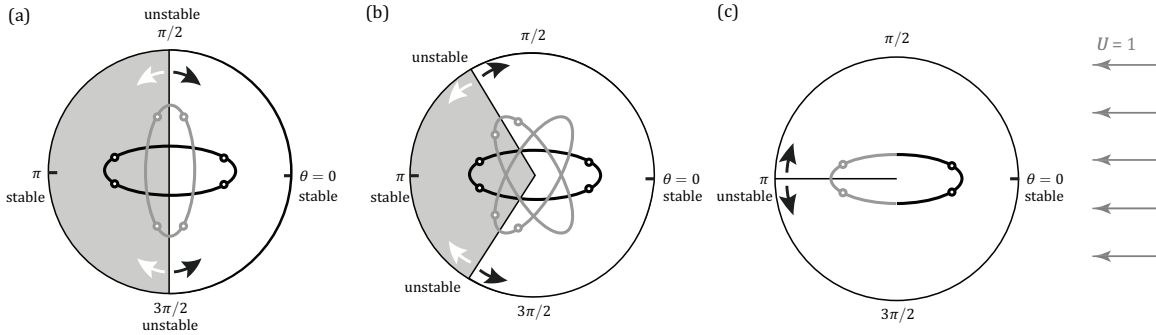 (a)
unstable
π/2
π
stable
θ = 0
stable
3π/2
unstable
(b)
π/2
unstable
π
stable
θ = 0
stable
unstable
3π/2
(c)
π/2
π
unstable
θ = 0
stable
3π/2
U = 1